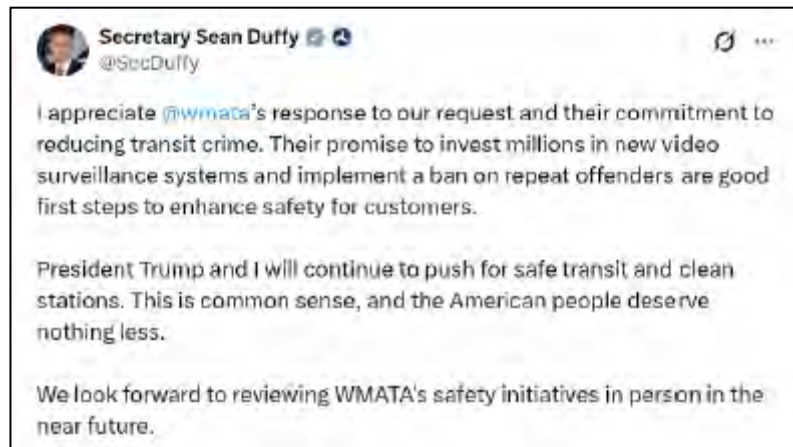 Secretary Sean Duffy
@SecDuffy
I appreciate @wmata's response to our request and their commitment to
reducing transit crime. Their promise to invest millions in new video
surveillance systems and implement a ban on repeat offenders are good
first steps to enhance safety for customers.
President Trump and I will continue to push for safe transit and clean
stations. This is common sense, and the American people deserve
nothing less.
We look forward to reviewing WMATA's safety initiatives in person in the
near future.